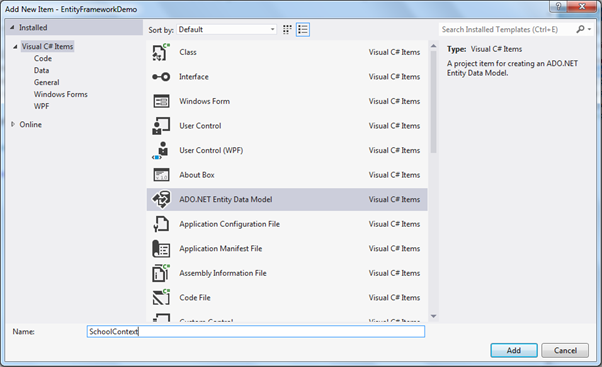 Add New Item - EntityFrameworkDemo
Installed
Sort by: Default
Search Installed Templates (Ctrl+E)
Visual C# Items
Code
Data
General
Windows Forms
WPF
Online
Class Visual C# Items
Interface Visual C# Items
Windows Form Visual C# Items
User Control Visual C# Items
User Control (WPF) Visual C# Items
About Box Visual C# Items
ADO.NET Entity Data Model Visual C# Items
Application Configuration File Visual C# Items
Application Manifest File Visual C# Items
Assembly Information File Visual C# Items
Code File Visual C# Items
Custom Control Visual C# Items
Type: Visual C# Items
A project item for creating an ADO.NET
Entity Data Model.
Name: SchoolContext
Add Cancel